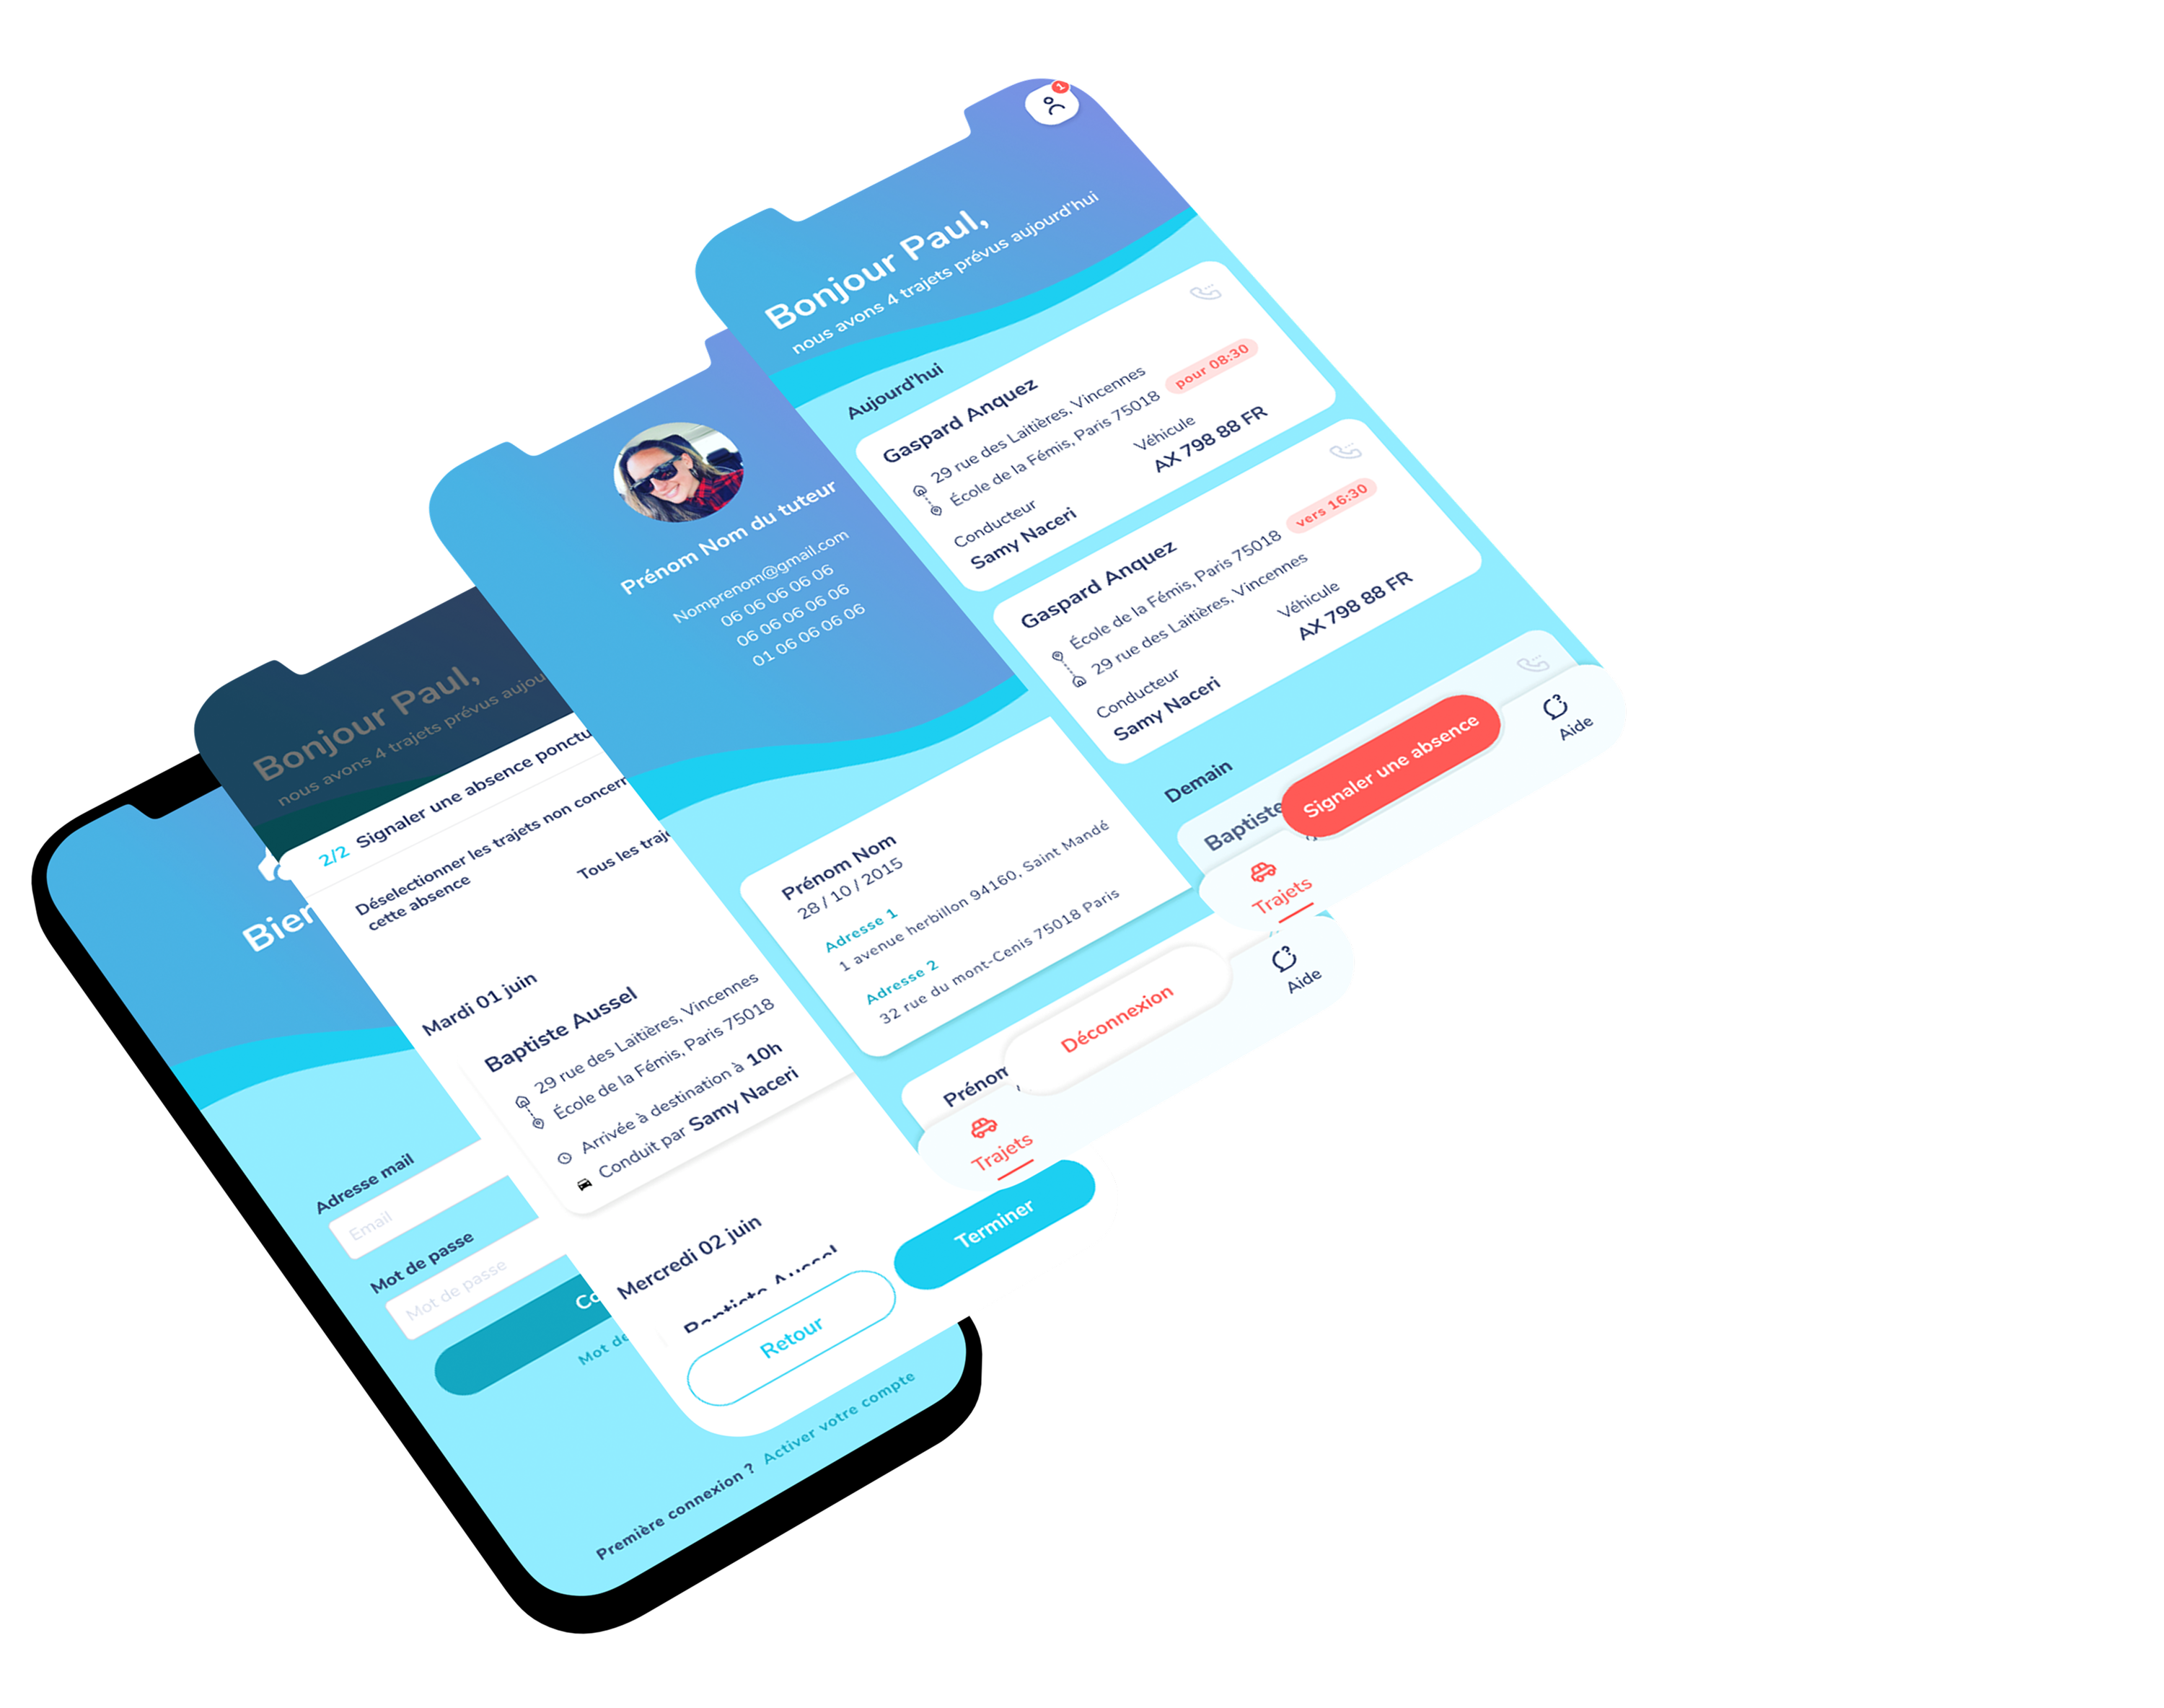 1
Bonjour Paul,
nous avons 4 trajets prévus aujourd'hui
Aujourd'hui
Gaspard Anquez
29 rue des Laitières, Vincennes
École de la Fémis, Paris 75018
pour 08:30
Conducteur
Samy Naceri
Véhicule
AX 798 88 FR
Gaspard Anquez
École de la Fémis, Paris 75018
vers 16:30
29 rue des Laitières, Vincennes
Conducteur
Samy Naceri
Véhicule
AX 798 88 FR
Demain
Baptiste
Signaler une absence
Trajets
Aide
Prénom Nom du tuteur
Nomprenom@gmail.com
06 06 06 06 06
06 06 06 06 06
01 06 06 06 06
Prénom Nom
28 / 10 / 2015
Adresse 1
1 avenue herbillon 94160, Saint Mandé
Adresse 2
32 rue du mont-Cenis 75018 Paris
Prénom
Déconnexion
Trajets
Aide
Bonjour Paul,
nous avons 4 trajets prévus aujou
2/2 Signaler une absence ponctu
Déselectionner les trajets non concern
cette absence
Tous les traj
Mardi 01 juin
Baptiste Aussel
29 rue des Laitières, Vincennes
École de la Fémis, Paris 75018
Arrivée à destination à 10h
Conduit par Samy Naceri
Mercredi 02 juin
Baptiste Aussel
Retour
Terminer
Bien
Adresse mail
Email
Mot de passe
Mot de passe
Co
Mot de
Première connexion ? Activer votre compte